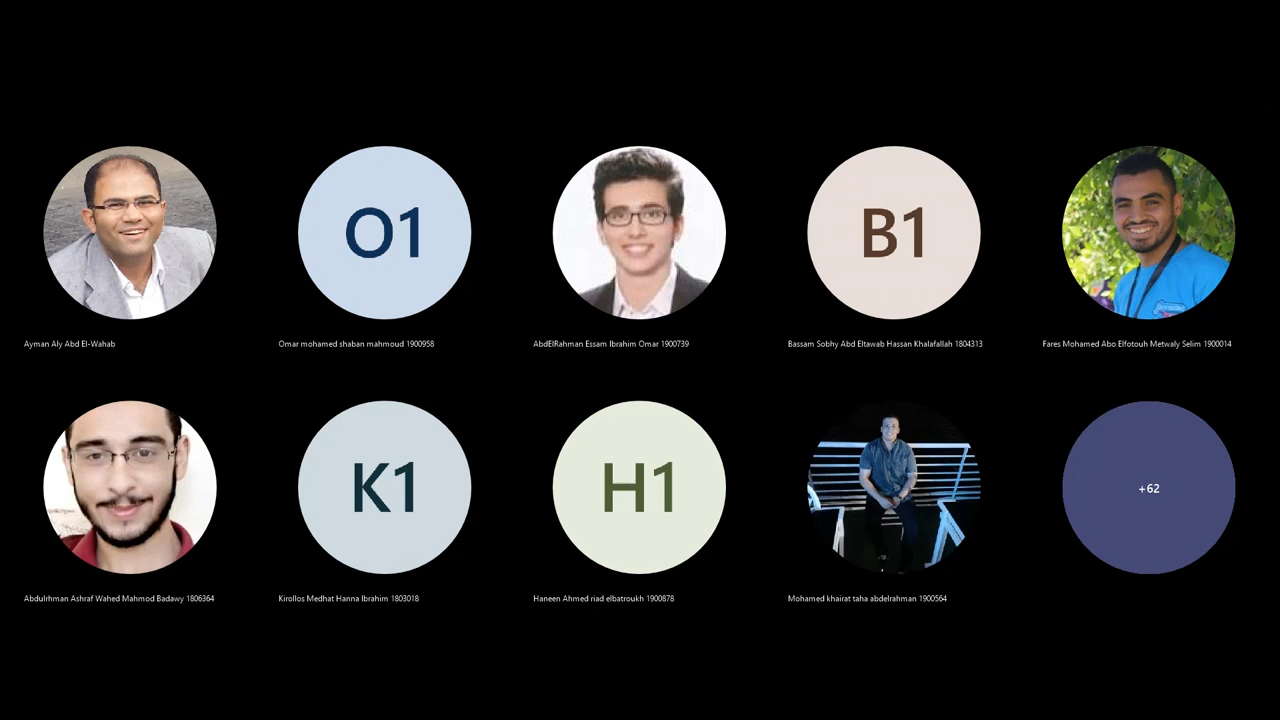 O1
B1
Ayman Aly Abd El-Wahab
Omar mohamed shaban mahmoud 1900958
AbdElRahman Essam Ibrahim Omar 1900739
Bassam Sobhy Abd Eltawab Hassan Khalafallah 1804313
Fares Mohamed Abo Elfotouh Metwaly Selim 1900014
K1
H1
+62
Abdulrhman Ashraf Wahed Mahmod Badawy 1806364
Kirollos Medhat Hanna Ibrahim 1803018
Haneen Ahmed riad elbatroukh 1900878
Mohamed khairat taha abdelrahman 1900564